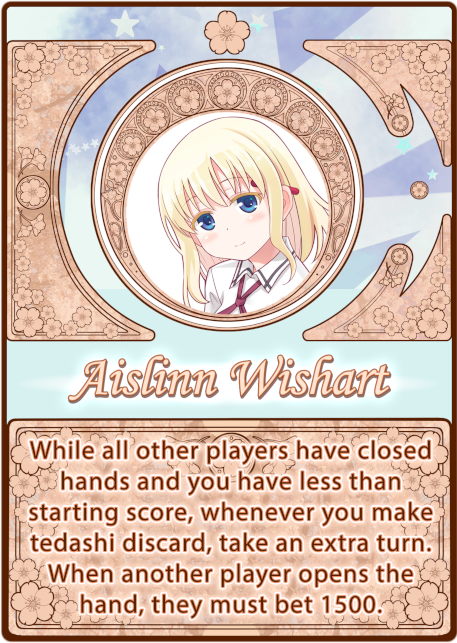 Aislinn Wishart
While all other players have closed
hands and you have less than
starting score, whenever you make
tedashi discard, take an extra turn.
When another player opens the
hand, they must bet 1500.